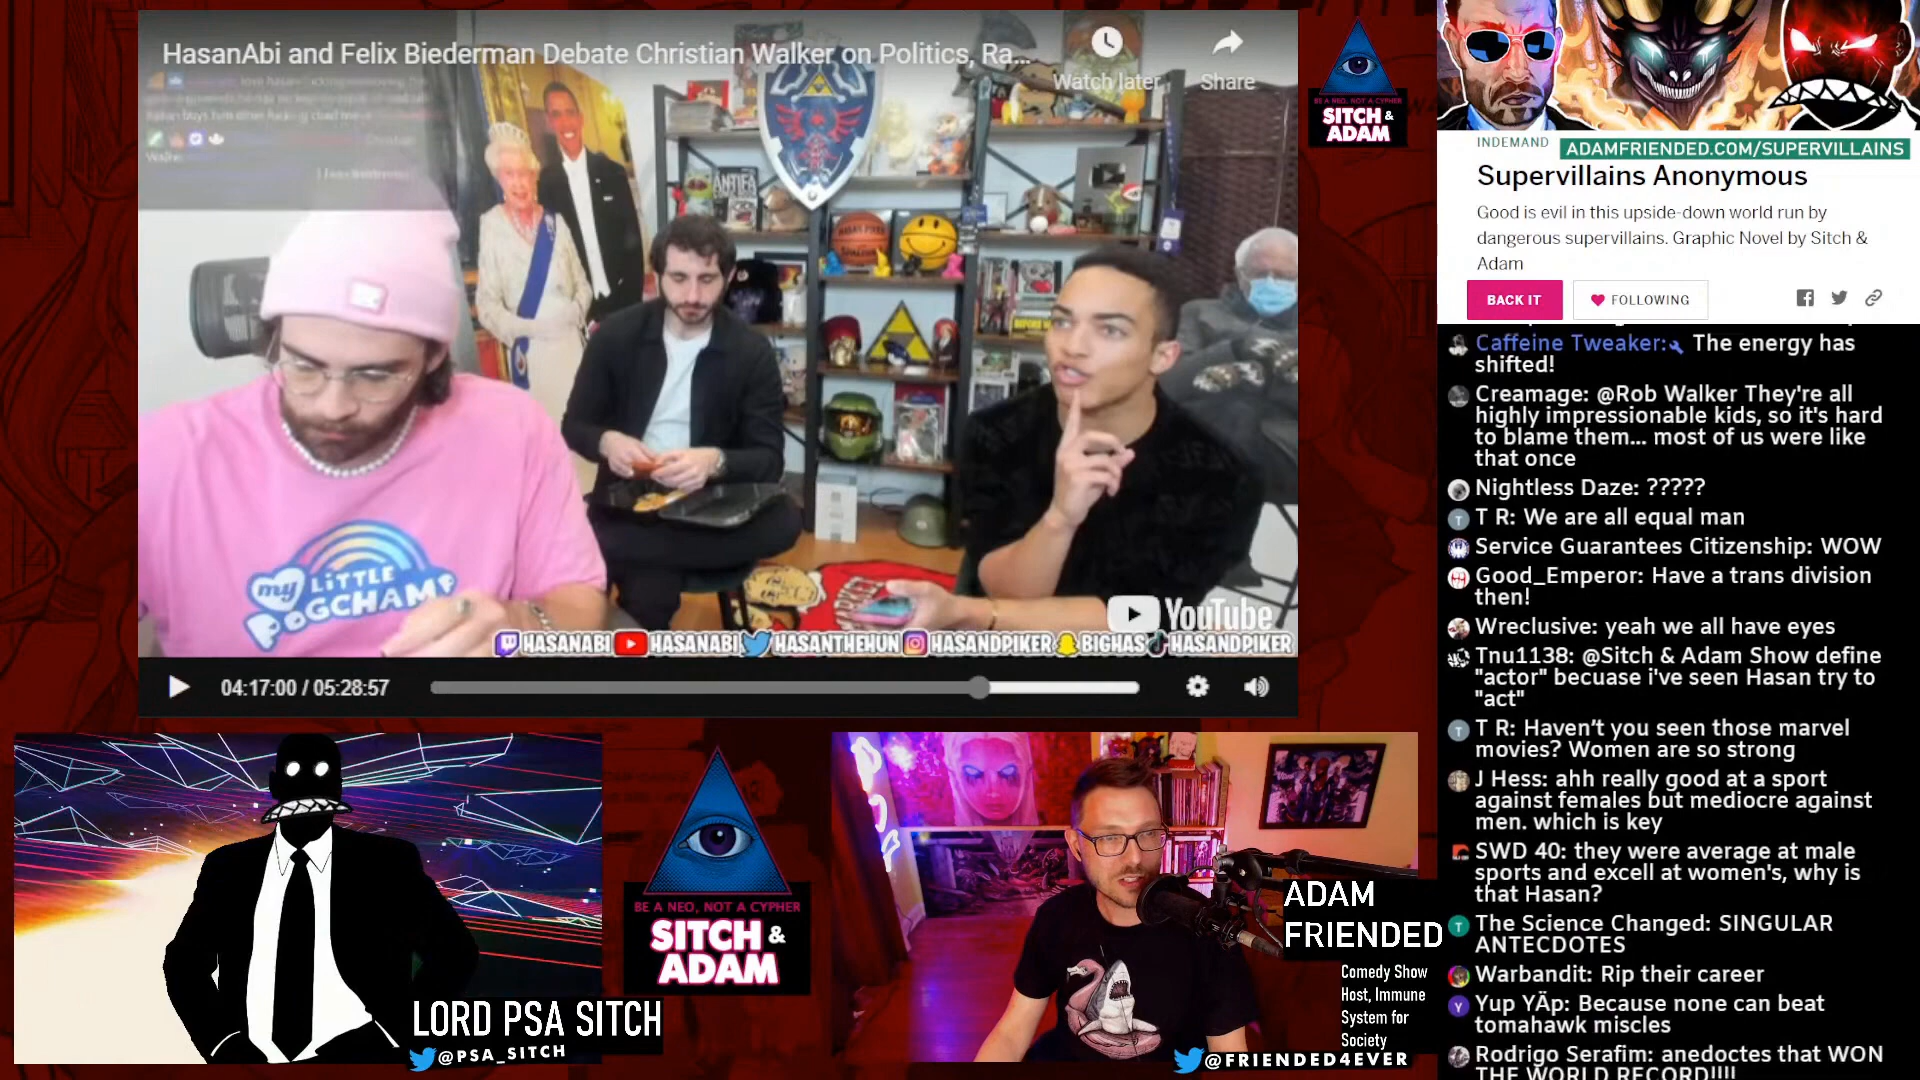 HasanAbi and Felix Biederman Debate Christian Walker on Politics, Ra...
Watch later
Share
ANTIFA
my LiTTLE
POGCHAMP
YouTube
HASANABI HASANABI HASANTHEHUN HASANDPIKER BIGHAS HASANDPIKER
04:17:00 / 05:28:57
BE A NEO, NOT A CYPHER
SITCH &
ADAM
INDEMAND
ADAMFRIENDED.COM/SUPERVILLAINS
Supervillains Anonymous
Good is evil in this upside-down world run by
dangerous supervillains. Graphic Novel by Sitch &
Adam
BACK IT
FOLLOWING
Caffeine Tweaker: The energy has
shifted!
Creamage: @Rob Walker They're all
highly impressionable kids, so it's hard
to blame them... most of us were like
that once
Nightless Daze: ?????
T R: We are all equal man
Service Guarantees Citizenship: WOW
Good_Emperor: Have a trans division
then!
Wreclusive: yeah we all have eyes
Tnu1138: @Sitch & Adam Show define
"actor" becuase i've seen Hasan try to
"act"
T R: Haven’t you seen those marvel
movies? Women are so strong
J Hess: ahh really good at a sport
against females but mediocre against
men. which is key
SWD 40: they were average at male
sports and excell at women's, why is
that Hasan?
The Science Changed: SINGULAR
ANTECDOTES
Warbandit: Rip their career
Yup YÄp: Because none can beat
tomahawk miscles
Rodrigo Serafim: anedoctes that WON
THE WORLD RECORD!!!!
LORD PSA SITCH
@PSA_SITCH
BE A NEO, NOT A CYPHER
SITCH &
ADAM
ADAM
FRIENDED
Comedy Show
Host, Immune
System for
Society
@FRIENDED4EVER